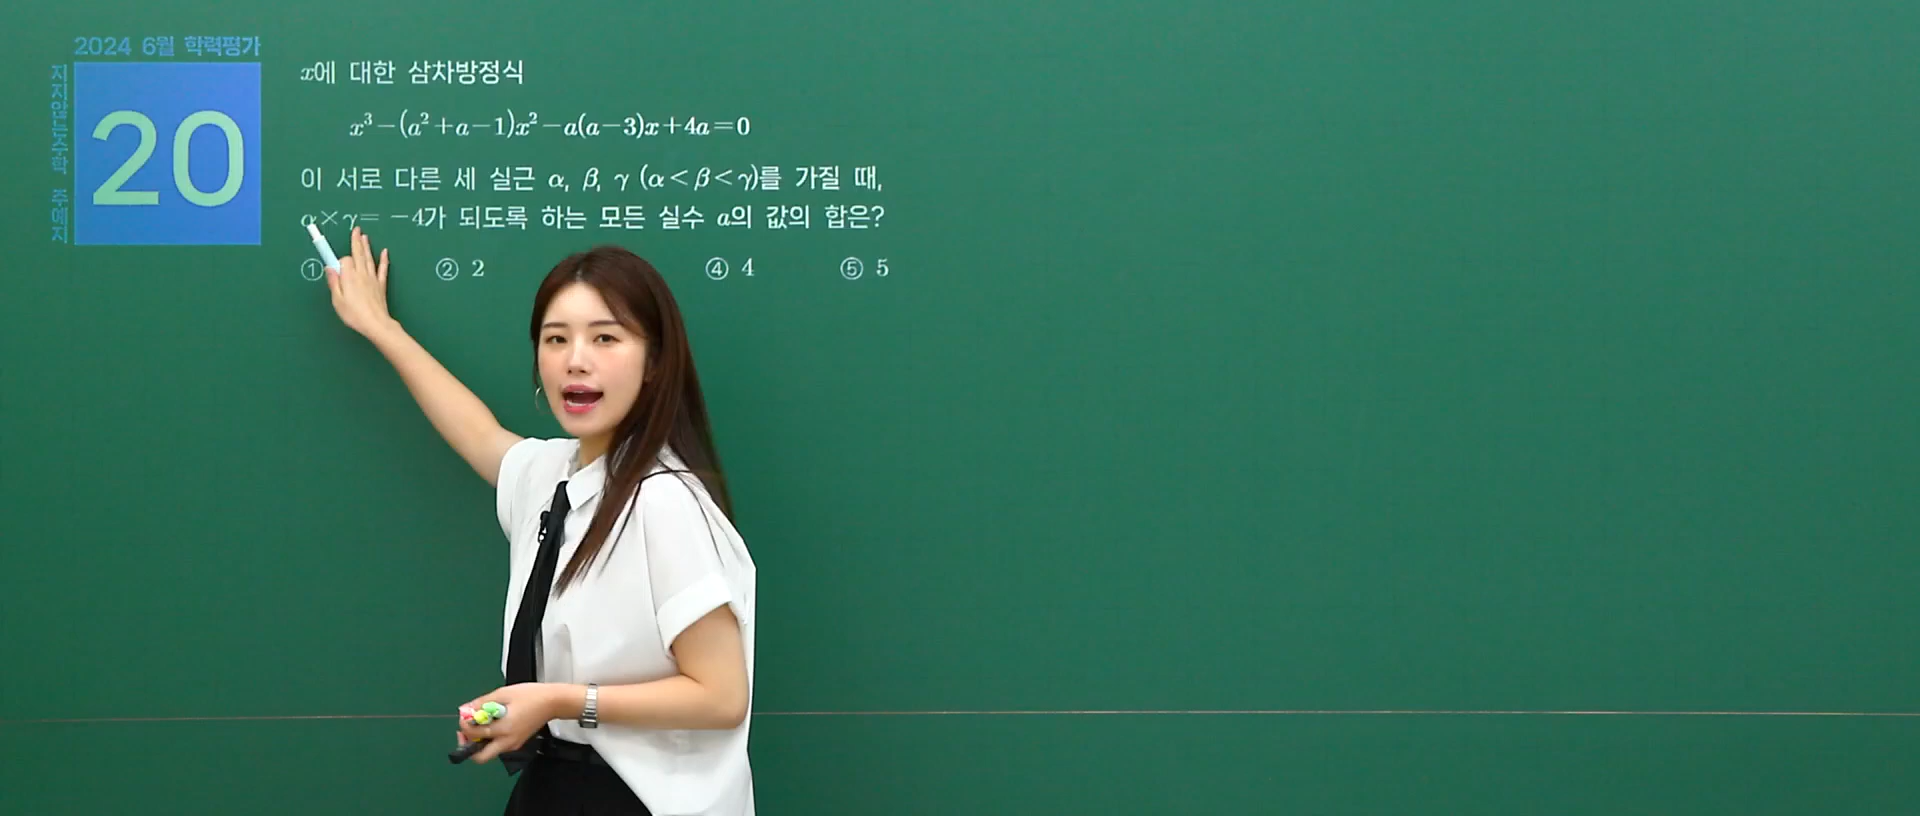 2024 6월 학력평가
지지않는수학 주예지
20
x에 대한 삼차방정식
x³-(a²+a-1)x²-a(a-3)x+4a=0
이 서로 다른 세 실근 α, β, γ (α<β<γ)를 가질 때,
α×γ= -4가 되도록 하는 모든 실수 a의 값의 합은?
① ② 2 ④ 4 ⑤ 5